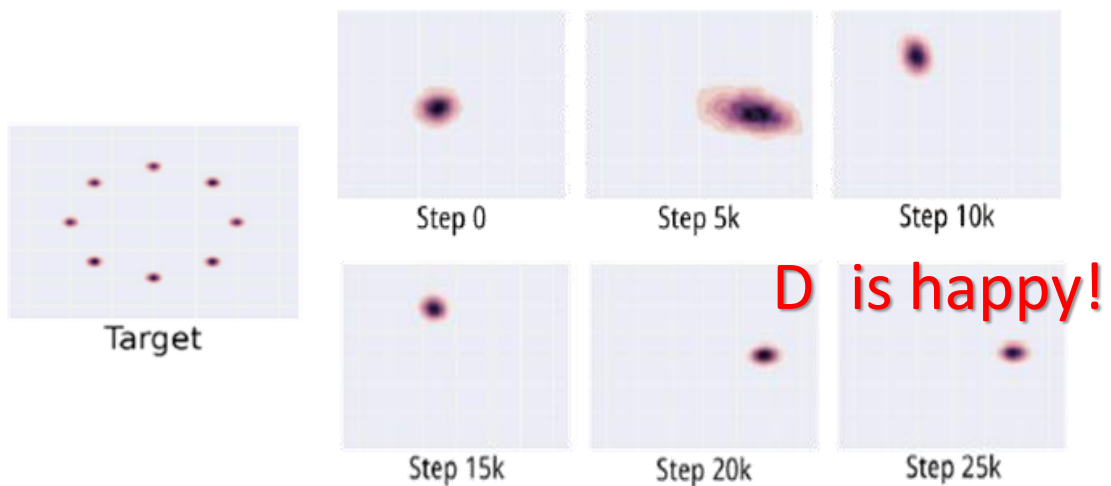 Step 0
Step 5k
Step 10k
D is happy!
Target
Step 15k
Step 20k
Step 25k